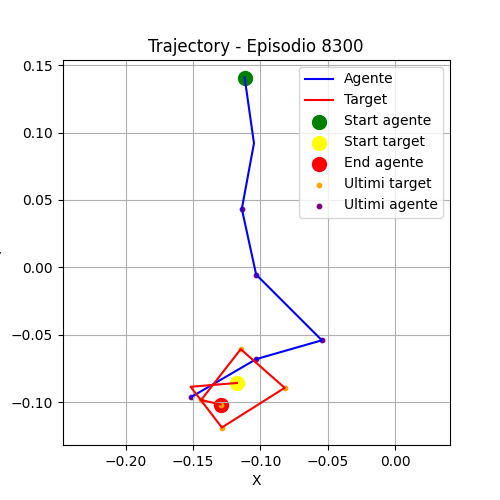 Trajectory - Episodio 8300
0.15
0.10
0.05
0.00
−0.05
−0.10
−0.20
−0.15
−0.10
−0.05
0.00
X
Agente
Target
Start agente
Start target
End agente
Ultimi target
Ultimi agente